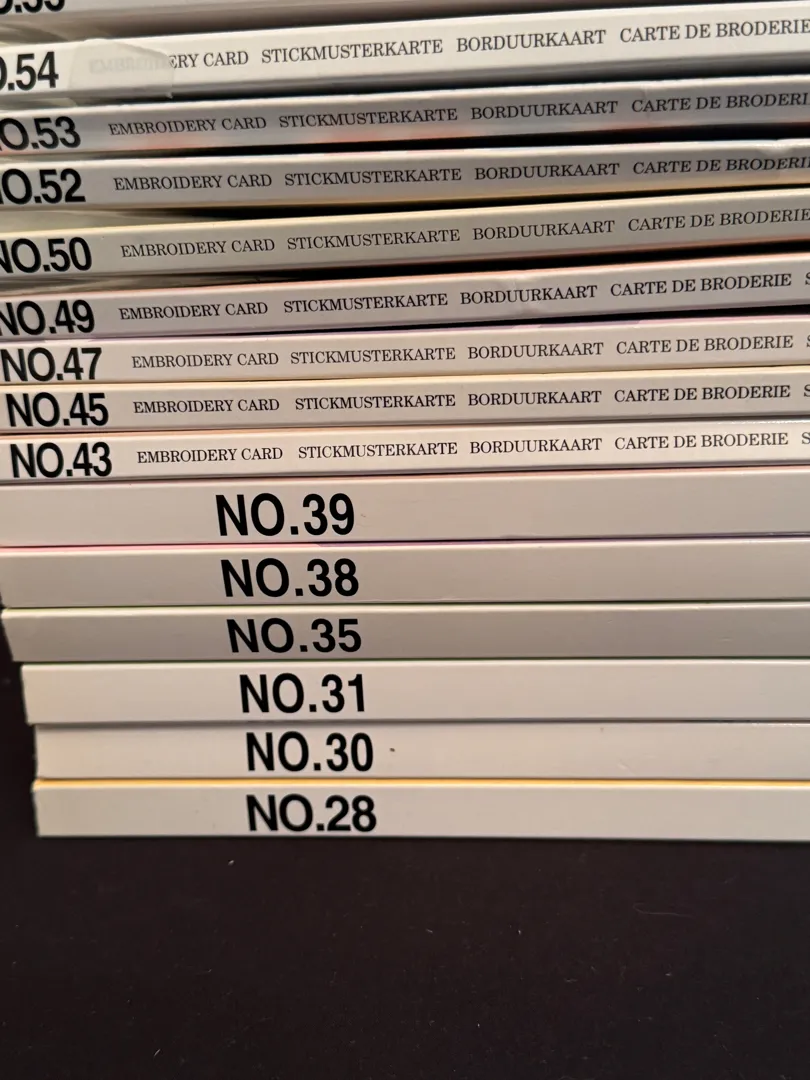 .54 ERY CARD STICKMUSTERKARTE BORDUURKAART CARTE DE BRODERIE
O.53 EMBROIDERY CARD STICKMUSTERKARTE BORDUURKAART CARTE DE BRODERI
O.52 EMBROIDERY CARD STICKMUSTERKARTE BORDUURKAART CARTE DE BRODERI
NO.50 EMBROIDERY CARD STICKMUSTERKARTE BORDUURKAART CARTE DE BRODERIE
NO.49 EMBROIDERY CARD STICKMUSTERKARTE BORDUURKAART CARTE DE BRODERIE S
NO.47 EMBROIDERY CARD STICKMUSTERKARTE BORDUURKAART CARTE DE BRODERIE S
NO.45 EMBROIDERY CARD STICKMUSTERKARTE BORDUURKAART CARTE DE BRODERIE S
NO.43 EMBROIDERY CARD STICKMUSTERKARTE BORDUURKAART CARTE DE BRODERIE S
NO.39
NO.38
NO.35
NO.31
NO.30
NO.28